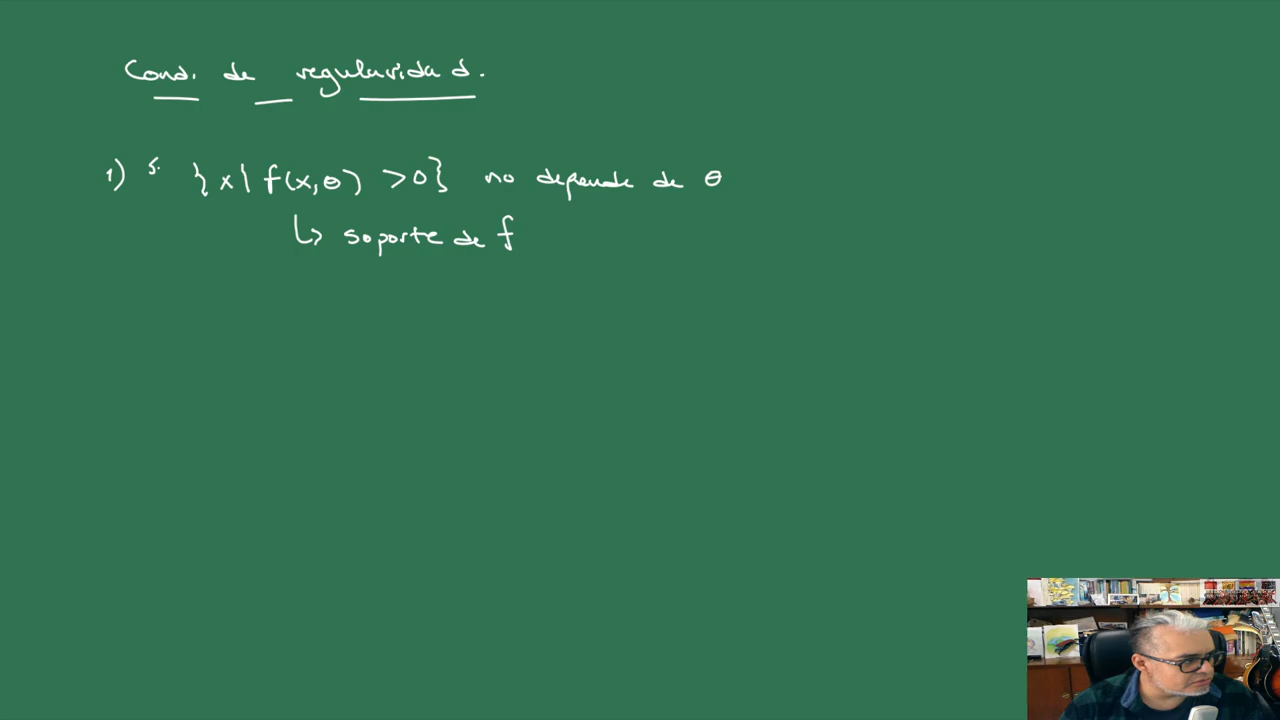 Cond. de regularidad.
1) s. {x| f(x,θ) >0} no depende de θ
↳ soporte de f